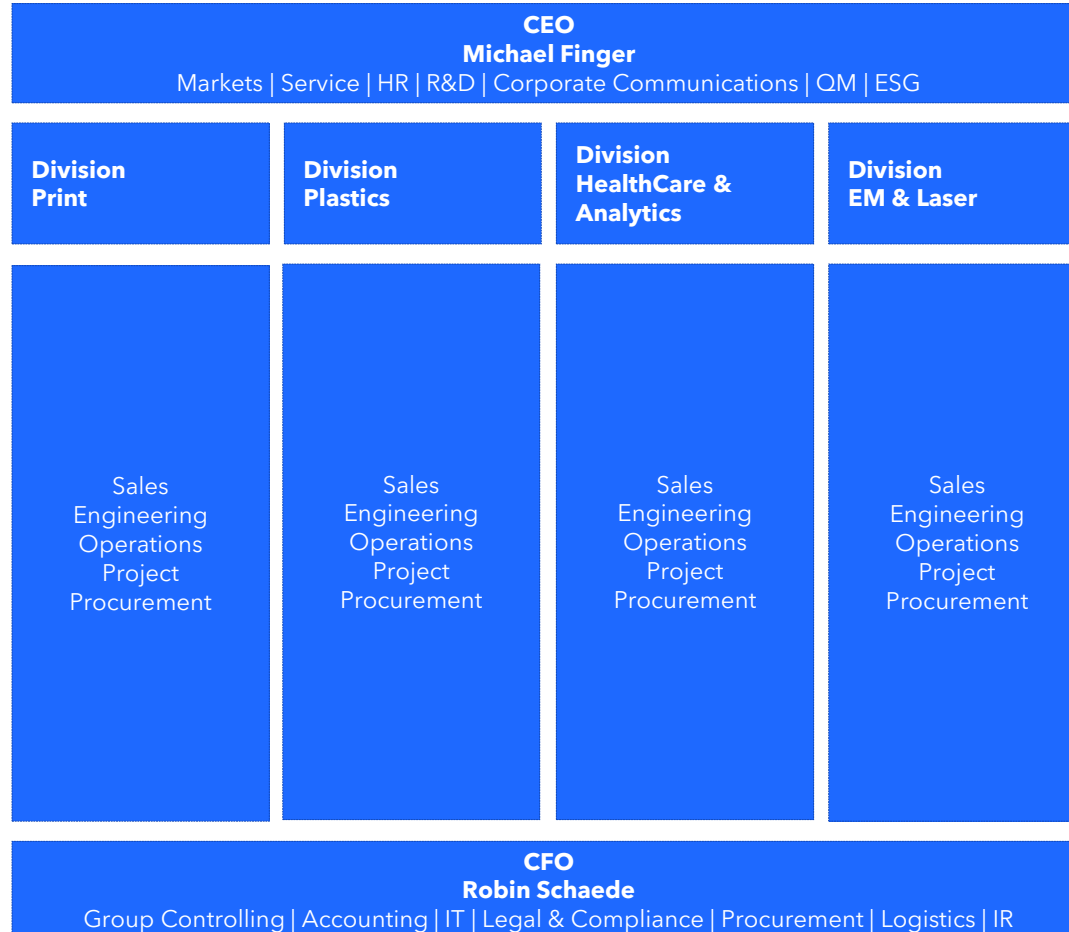 CEO
Michael Finger
Markets | Service | HR | R&D | Corporate Communications | QM | ESG
Division
Print
Division
Plastics
Division
HealthCare &
Analytics
Division
EM & Laser
Sales
Engineering
Operations
Project
Procurement
Sales
Engineering
Operations
Project
Procurement
Sales
Engineering
Operations
Project
Procurement
Sales
Engineering
Operations
Project
Procurement
CFO
Robin Schaede
Group Controlling | Accounting | IT | Legal & Compliance | Procurement | Logistics | IR